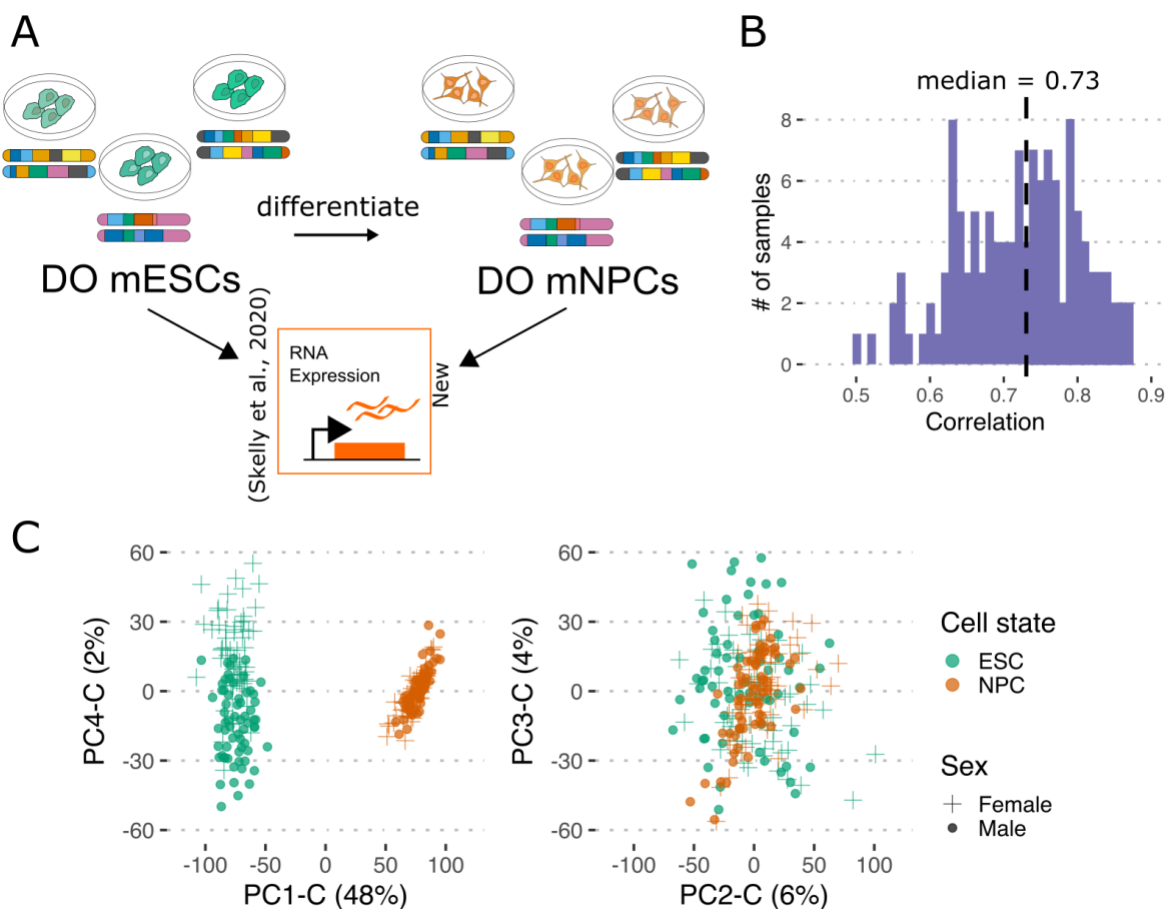 A
differentiate
DO mESCs
DO mNPCs
(Skelly et al., 2020)
RNA
Expression
New
B
median = 0.73
# of samples
8
6
4
2
0
0.5 0.6 0.7 0.8 0.9
Correlation
C
PC4-C (2%)
60
30
0
-30
-60
-100 -50 0 50 100
PC1-C (48%)
PC3-C (4%)
60
30
0
-30
-60
-100 -50 0 50 100
PC2-C (6%)
Cell state
ESC
NPC
Sex
Female
Male